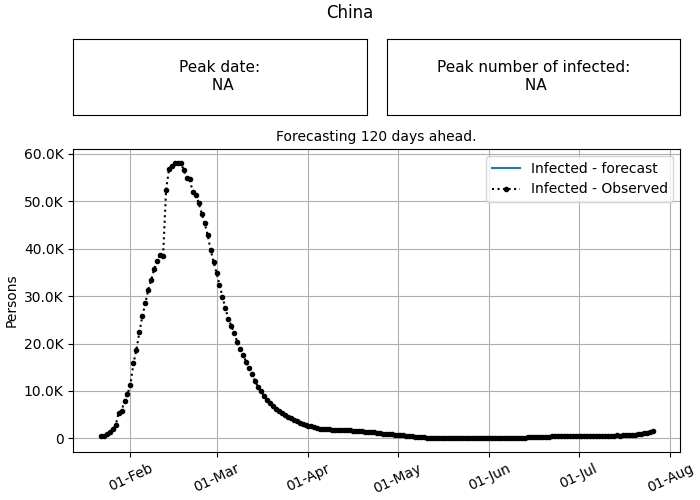 China
Peak date:
NA
Peak number of infected:
NA
Forecasting 120 days ahead.
Infected - forecast
Infected - Observed
Persons
60.0K
50.0K
40.0K
30.0K
20.0K
10.0K
0
01-Feb
01-Mar
01-Apr
01-May
01-Jun
01-Jul
01-Aug